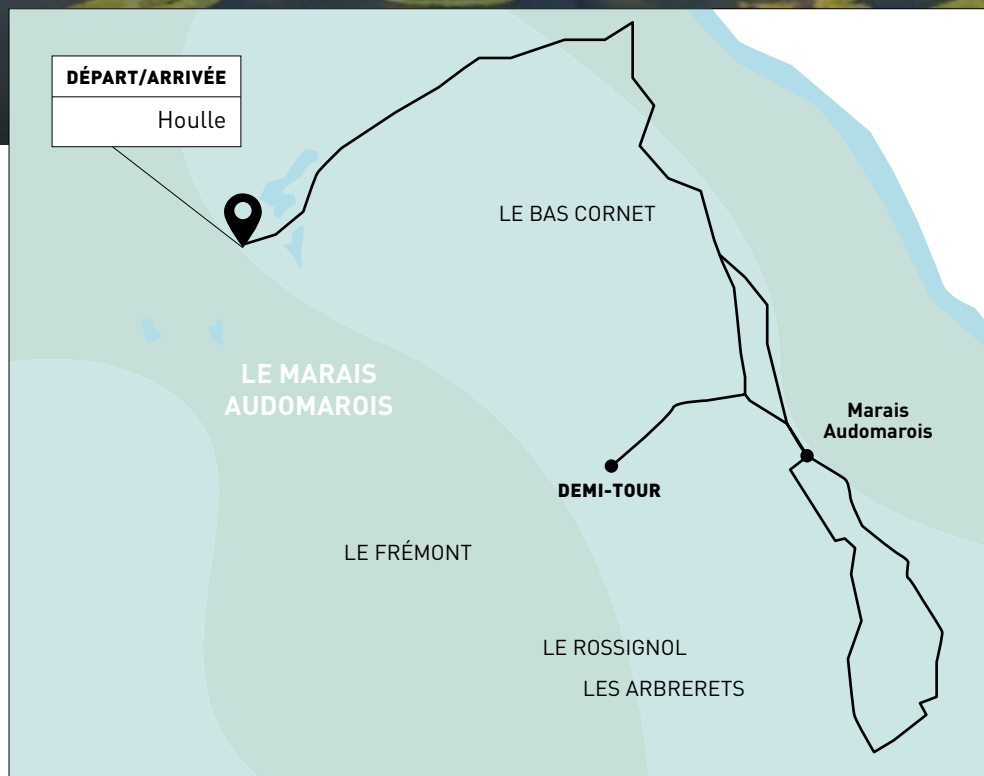 DÉPART/ARRIVÉE
Houlle
LE BAS CORNET
LE MARAIS
AUDOMAROIS
Marais
Audomarois
DEMI-TOUR
LE FRÉMONT
LE ROSSIGNOL
LES ARBRERETS